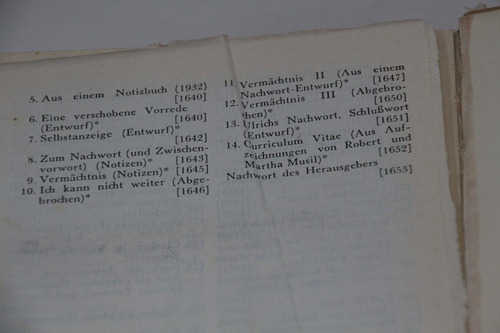 5. Aus einem Notizbuch (1932)
[1640]
6. Eine verschobene Vorrede
(Entwurf)* [1640]
7. Selbstanzeige (Entwurf)*
[1642]
8. Zum Nachwort (und Zwischen-
vorwort) (Notizen)* [1643]
9. Vermächtnis (Notizen)* [1645]
10. Ich kann nicht weiter (Abge-
brochen)* [1646]
11. Vermächtnis II (Aus einem
Nachwort-Entwurf)* [1647]
12. Vermächtnis III (Abgebro-
chen)* [1650]
13. Ulrichs Nachwort, Schlußwort
(Entwurf)* [1651]
14. Curriculum Vitae (Aus Auf-
zeichnungen von Robert und
Martha Musil)* [1652]
Nachwort des Herausgebers
[1655]